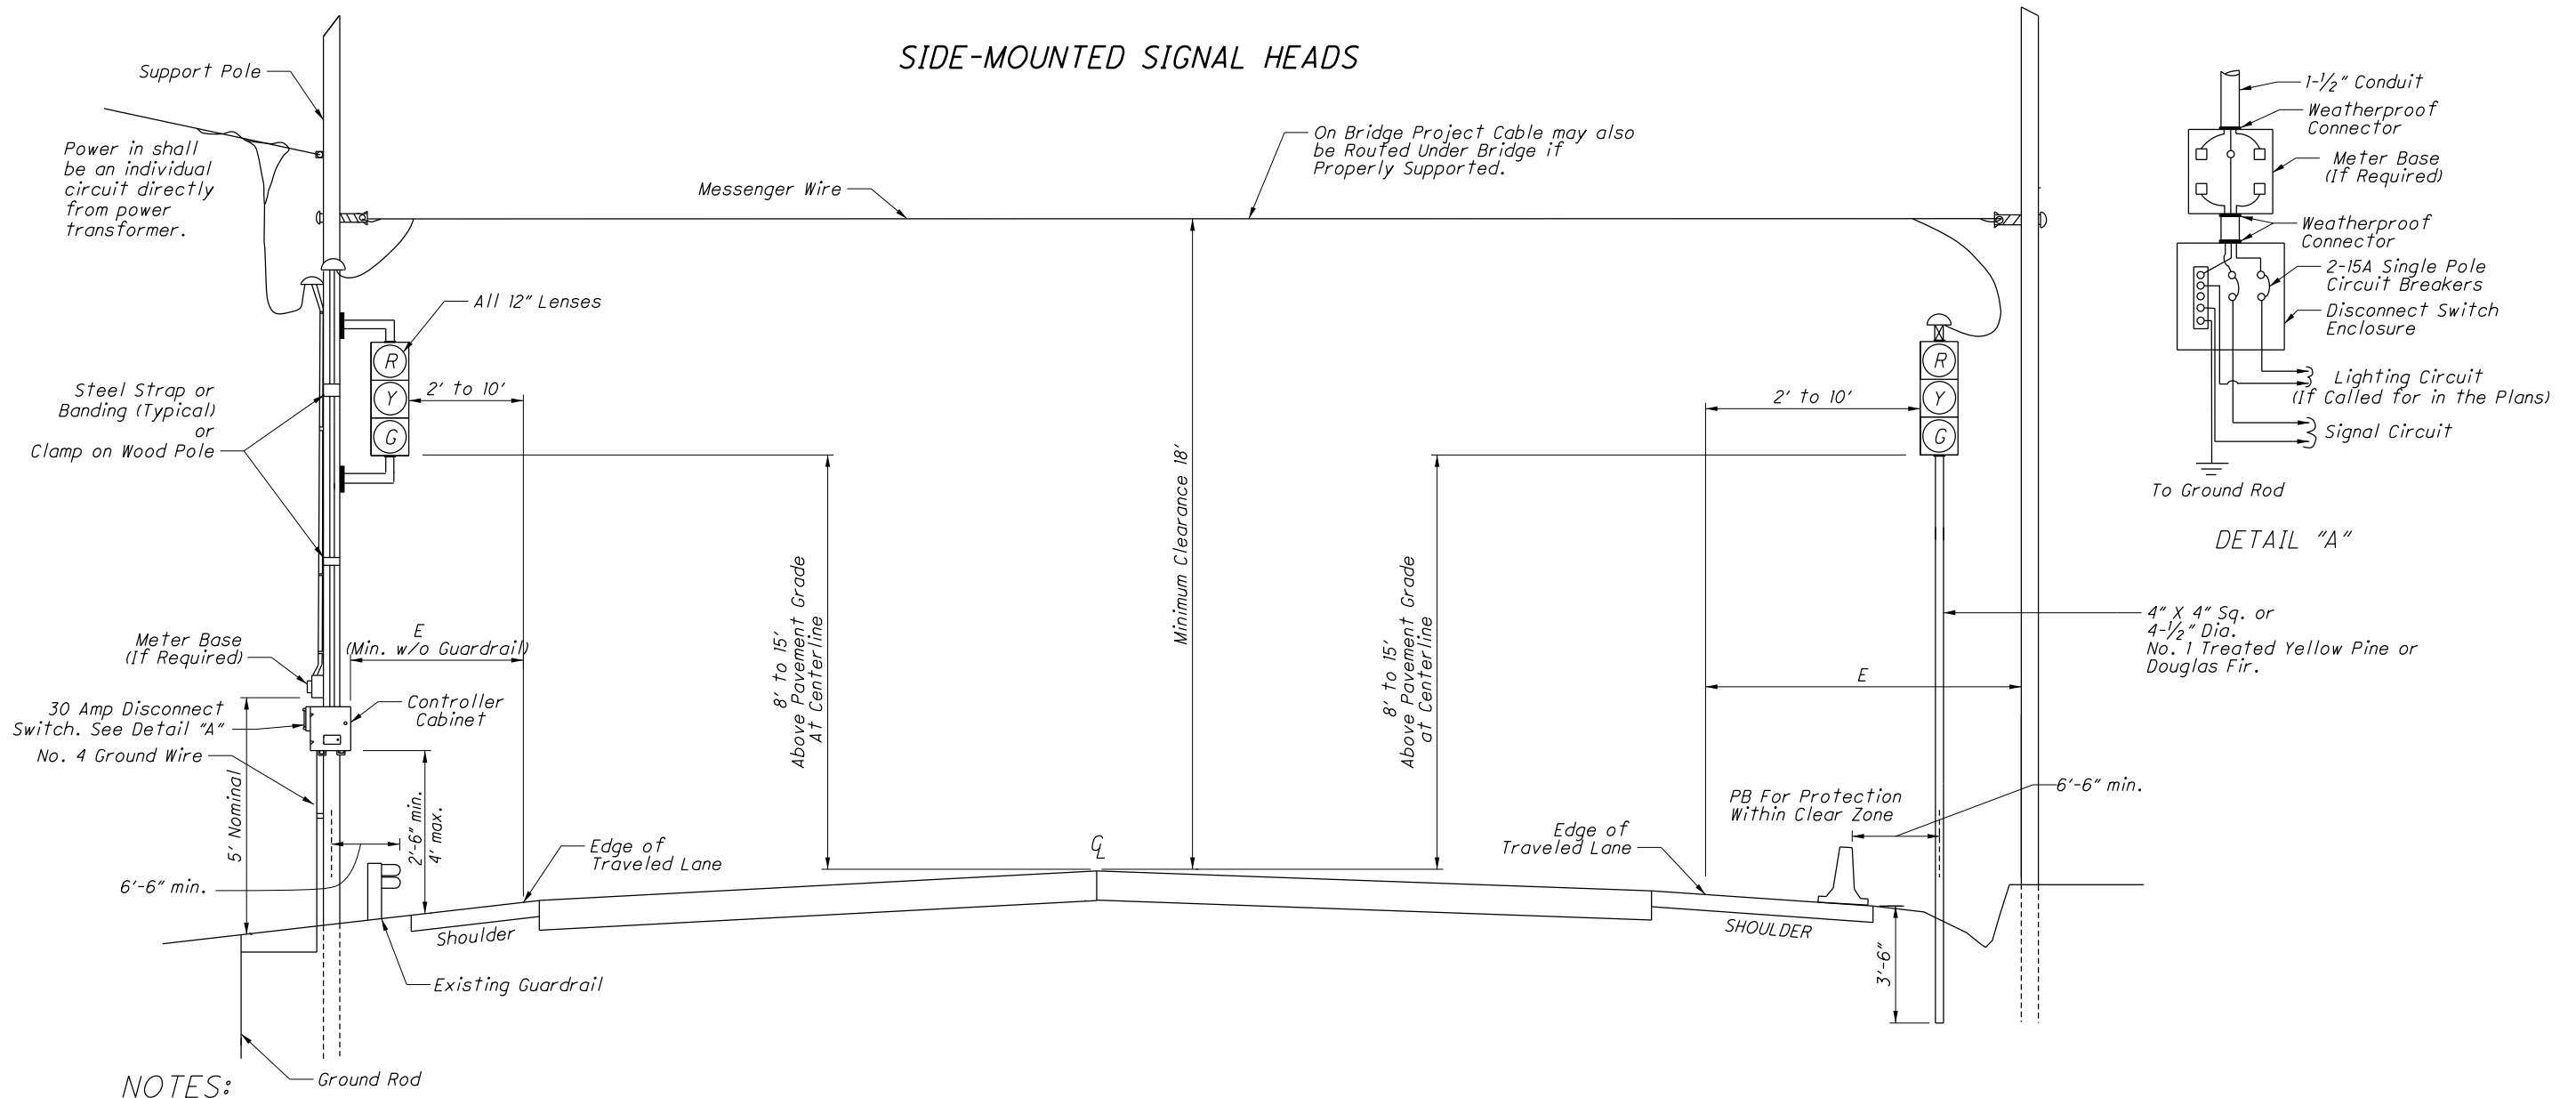 SIDE-MOUNTED SIGNAL HEADS
Support Pole
Power in shall
be an individual
circuit directly
from power
transformer.
Messenger Wire
On Bridge Project Cable may also
be Routed Under Bridge if
Properly Supported.
All 12" Lenses
R
Y
G
2' to 10'
Steel Strap or
Banding (Typical)
or
Clamp on Wood Pole
Meter Base
(If Required)
E
(Min. w/o Guardrail)
30 Amp Disconnect
Switch. See Detail "A"
Controller
Cabinet
No. 4 Ground Wire
5' Nominal
2'-6" min.
4' max.
6'-6" min.
Edge of
Traveled Lane
Shoulder
Existing Guardrail
Ground Rod
NOTES:
8' to 15'
Above Pavement Grade
At Centerline
Minimum Clearance 18'
CL
8' to 15'
Above Pavement Grade
at Centerline
2' to 10'
R
Y
G
E
PB For Protection
Within Clear Zone
6'-6" min.
Edge of
Traveled Lane
SHOULDER
3'-6"
4" X 4" Sq. or
4-1/2" Dia.
No. 1 Treated Yellow Pine or
Douglas Fir.
1-1/2" Conduit
Weatherproof
Connector
Meter Base
(If Required)
Weatherproof
Connector
2-15A Single Pole
Circuit Breakers
Disconnect Switch
Enclosure
Lighting Circuit
(If Called for in the Plans)
Signal Circuit
To Ground Rod
DETAIL "A"